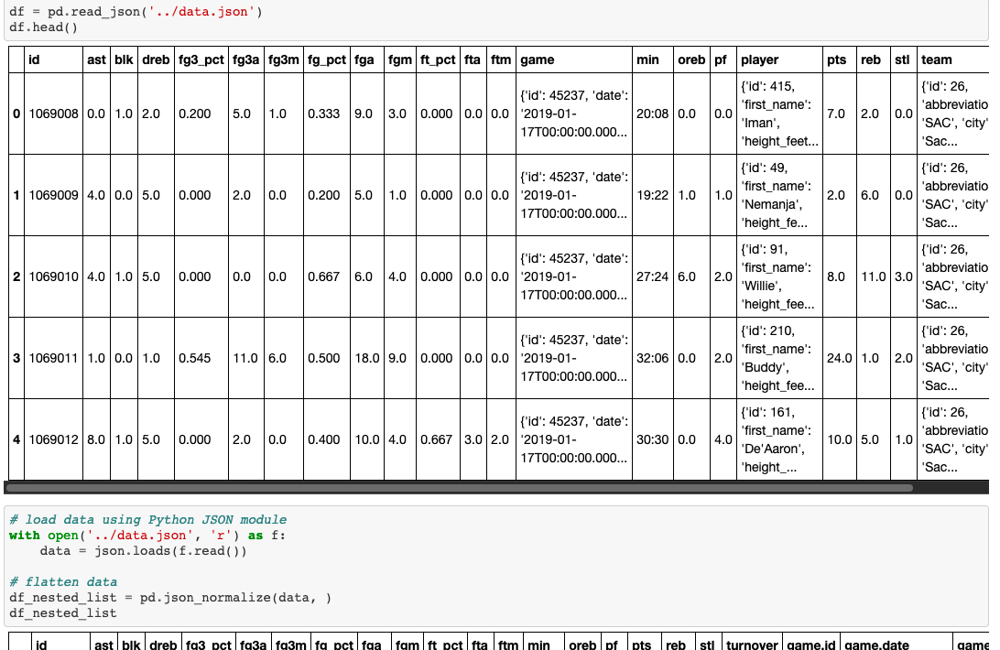 df = pd.read_json('../data.json')
df.head()
id ast blk dreb fg3_pct fg3a fg3m fg_pct fga fgm ft_pct fta ftm game min oreb pf player pts reb stl team
0 1069008 0.0 1.0 2.0 0.200 5.0 1.0 0.333 9.0 3.0 0.000 0.0 0.0 {'id': 45237, 'date': '2019-01-17T00:00:00.000... 20:08 0.0 0.0 {'id': 415, 'first_name': 'Iman', 'height_feet... 7.0 2.0 0.0 {'id': 26, 'abbreviatio 'SAC', 'city' 'Sac...
1 1069009 4.0 0.0 5.0 0.000 2.0 0.0 0.200 5.0 1.0 0.000 0.0 0.0 {'id': 45237, 'date': '2019-01-17T00:00:00.000... 19:22 1.0 1.0 {'id': 49, 'first_name': 'Nemanja', 'height_fe... 2.0 6.0 0.0 {'id': 26, 'abbreviatio 'SAC', 'city' 'Sac...
2 1069010 4.0 1.0 5.0 0.000 0.0 0.0 0.667 6.0 4.0 0.000 0.0 0.0 {'id': 45237, 'date': '2019-01-17T00:00:00.000... 27:24 6.0 2.0 {'id': 91, 'first_name': 'Willie', 'height_fee... 8.0 11.0 3.0 {'id': 26, 'abbreviatio 'SAC', 'city' 'Sac...
3 1069011 1.0 0.0 1.0 0.545 11.0 6.0 0.500 18.0 9.0 0.000 0.0 0.0 {'id': 45237, 'date': '2019-01-17T00:00:00.000... 32:06 0.0 2.0 {'id': 210, 'first_name': 'Buddy', 'height_fee... 24.0 1.0 2.0 {'id': 26, 'abbreviatio 'SAC', 'city' 'Sac...
4 1069012 8.0 1.0 5.0 0.000 2.0 0.0 0.400 10.0 4.0 0.667 3.0 2.0 {'id': 45237, 'date': '2019-01-17T00:00:00.000... 30:30 0.0 4.0 {'id': 161, 'first_name': 'De'Aaron', 'height_... 10.0 5.0 1.0 {'id': 26, 'abbreviatio 'SAC', 'city' 'Sac...
# load data using Python JSON module
with open('../data.json', 'r') as f:
    data = json.loads(f.read())
# flatten data
df_nested_list = pd.json_normalize(data, )
df_nested_list
id ast blk dreb fg3_pct fg3a fg3m fg_pct fga fgm ft_pct fta ftm min oreb pf pts reb stl turnover game.id game.date game